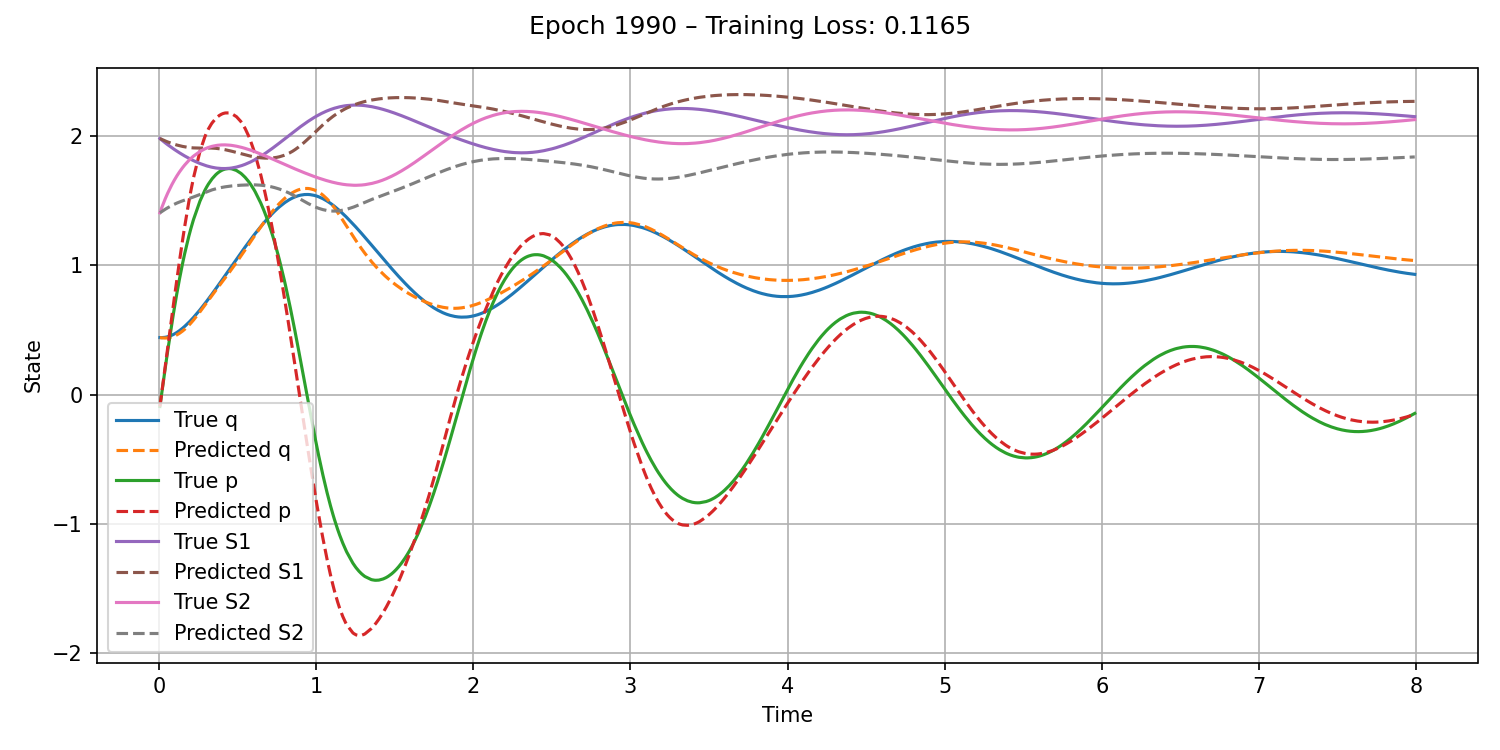 Epoch 1990 – Training Loss: 0.1165
State
2
1
0
−1
−2
True q
Predicted q
True p
Predicted p
True S1
Predicted S1
True S2
Predicted S2
0 1 2 3 4 5 6 7 8
Time